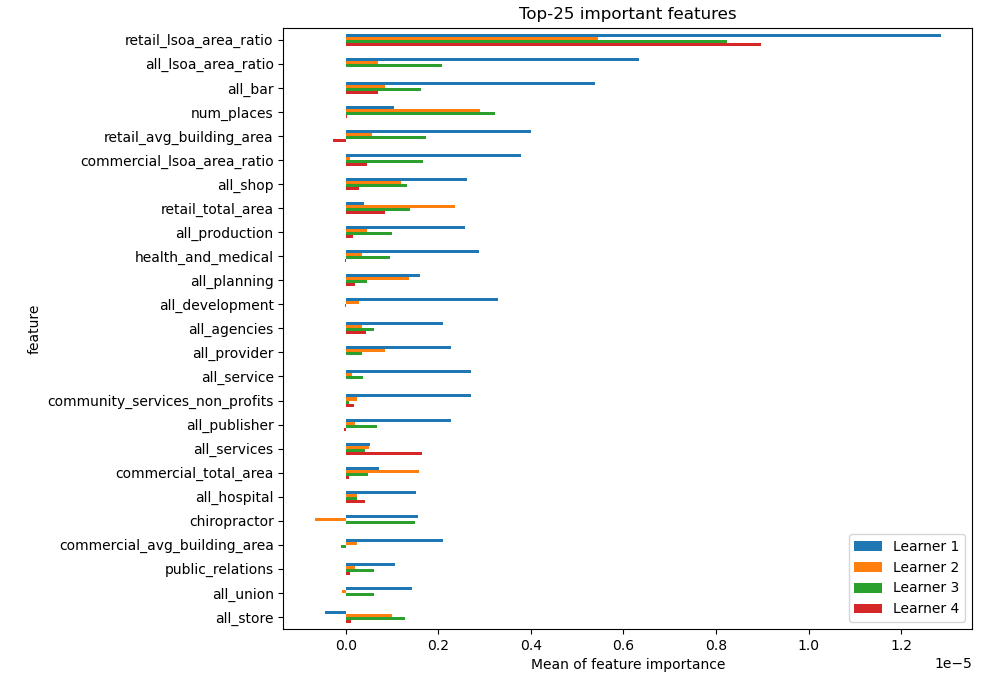 Top-25 important features
retail_lsoa_area_ratio
all_lsoa_area_ratio
all_bar
num_places
retail_avg_building_area
commercial_lsoa_area_ratio
all_shop
retail_total_area
all_production
health_and_medical
all_planning
all_development
all_agencies
all_provider
all_service
community_services_non_profits
all_publisher
all_services
commercial_total_area
all_hospital
chiropractor
commercial_avg_building_area
public_relations
all_union
all_store
feature
Learner 1
Learner 2
Learner 3
Learner 4
0.0 0.2 0.4 0.6 0.8 1.0 1.2
1e−5
Mean of feature importance